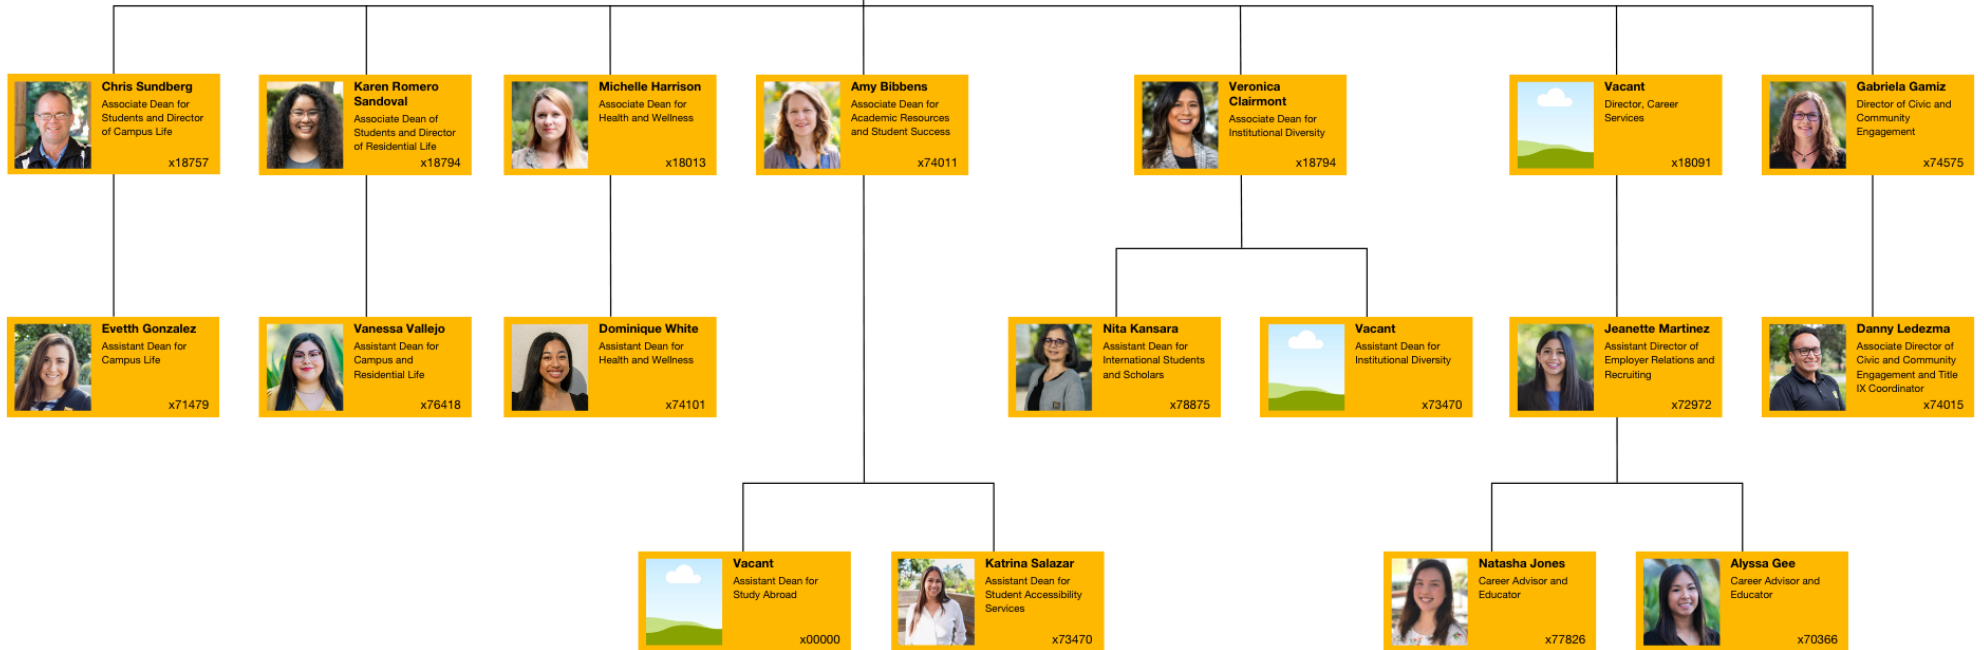 Chris Sundberg
Associate Dean for
Students and Director
of Campus Life
x18757
Karen Romero
Sandoval
Associate Dean of
Students and Director
of Residential Life
x18794
Michelle Harrison
Associate Dean for
Health and Wellness
x18013
Amy Bibbens
Associate Dean for
Academic Resources
and Student Success
x74011
Veronica
Clairmont
Associate Dean for
Institutional Diversity
x18794
Vacant
Director, Career
Services
x18091
Gabriela Gamiz
Director of Civic and
Community
Engagement
x74575
Evetth Gonzalez
Assistant Dean for
Campus Life
x71479
Vanessa Vallejo
Assistant Dean for
Campus and
Residential Life
x76418
Dominique White
Assistant Dean for
Health and Wellness
x74101
Nita Kansara
Assistant Dean for
International Students
and Scholars
x78875
Vacant
Assistant Dean for
Institutional Diversity
x73470
Jeanette Martinez
Assistant Director of
Employer Relations and
Recruiting
x72972
Danny Ledezma
Associate Director of
Civic and Community
Engagement and Title
IX Coordinator
x74015
Vacant
Assistant Dean for
Study Abroad
x00000
Katrina Salazar
Assistant Dean for
Student Accessibility
Services
x73470
Natasha Jones
Career Advisor and
Educator
x77826
Alyssa Gee
Career Advisor and
Educator
x70366